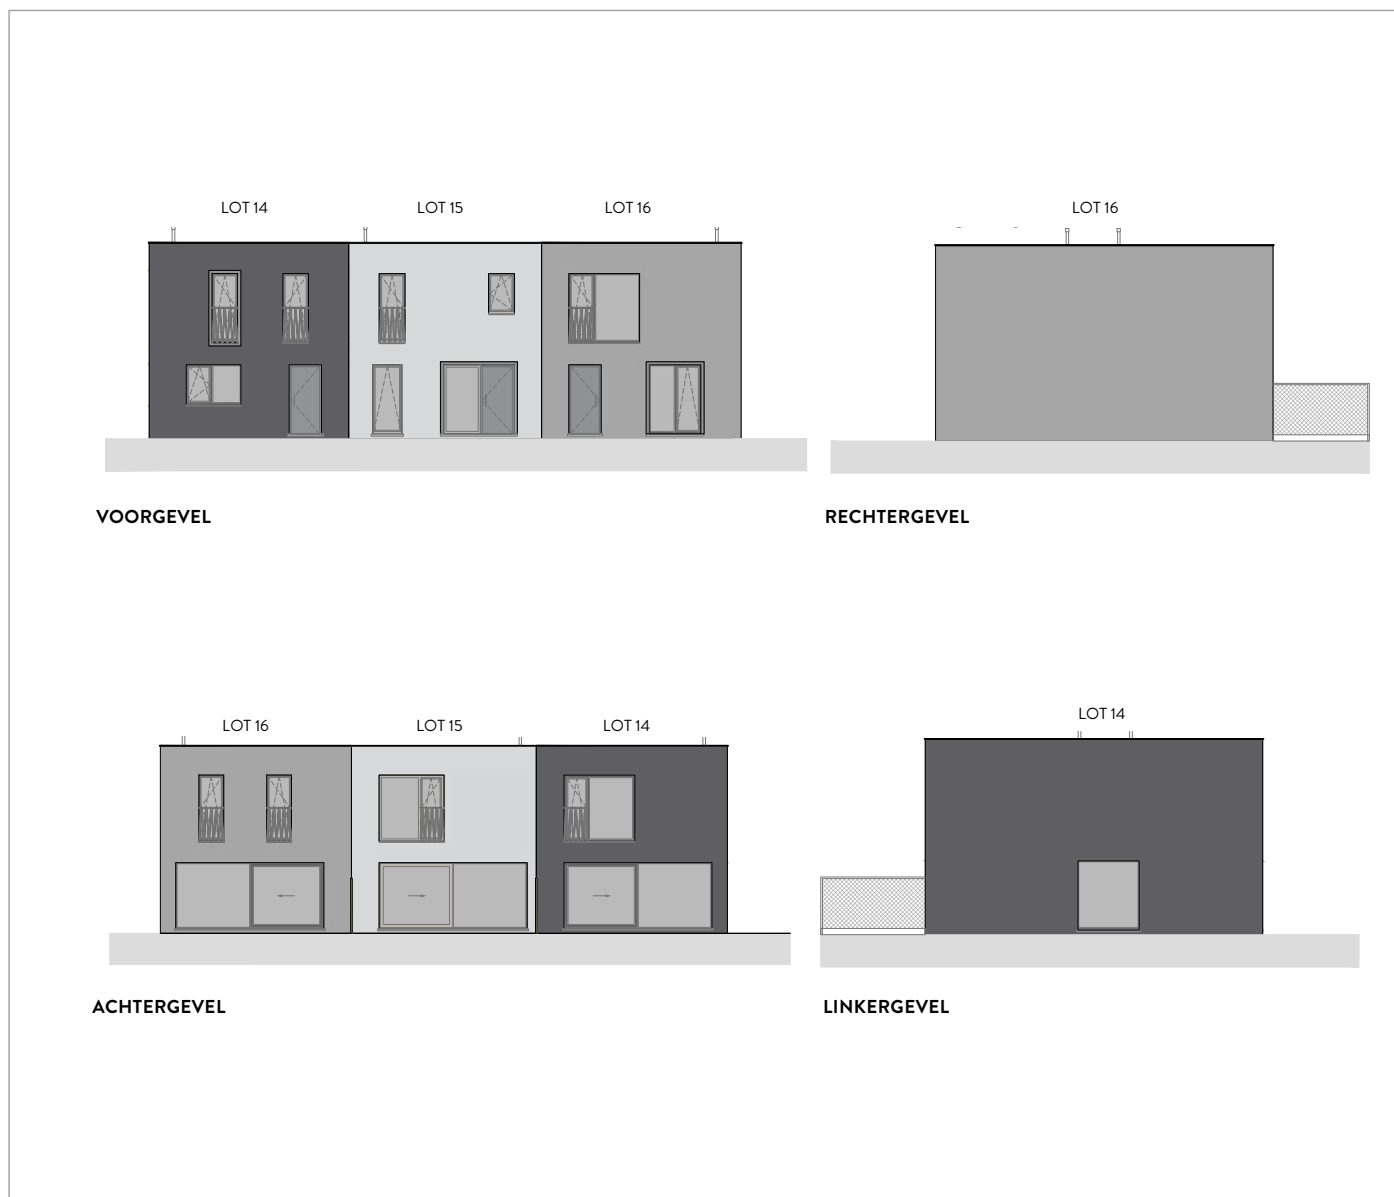 LOT 14 LOT 15 LOT 16 LOT 16
VOORGEVEL RECHTERGEVEL
LOT 16 LOT 15 LOT 14 LOT 14
ACHTERGEVEL LINKERGEVEL